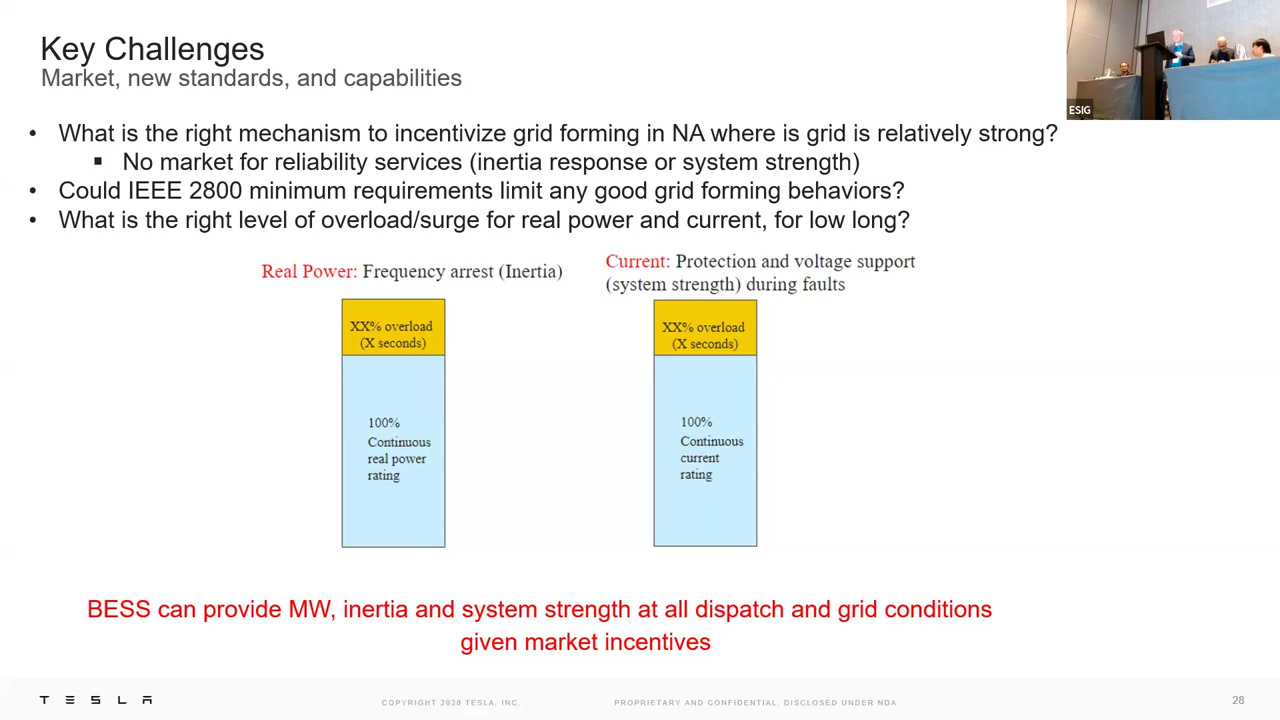 Key Challenges
Market, new standards, and capabilities
ESIG
• What is the right mechanism to incentivize grid forming in NA where is grid is relatively strong?
▪ No market for reliability services (inertia response or system strength)
• Could IEEE 2800 minimum requirements limit any good grid forming behaviors?
• What is the right level of overload/surge for real power and current, for low long?
Real Power: Frequency arrest (Inertia)
XX% overload
(X seconds)
100%
Continuous
real power
rating
Current: Protection and voltage support
(system strength) during faults
XX% overload
(X seconds)
100%
Continuous
current
rating
BESS can provide MW, inertia and system strength at all dispatch and grid conditions
given market incentives
TESLA
COPYRIGHT 2020 TESLA, INC.
PROPRIETARY AND CONFIDENTIAL, DISCLOSED UNDER NDA
28